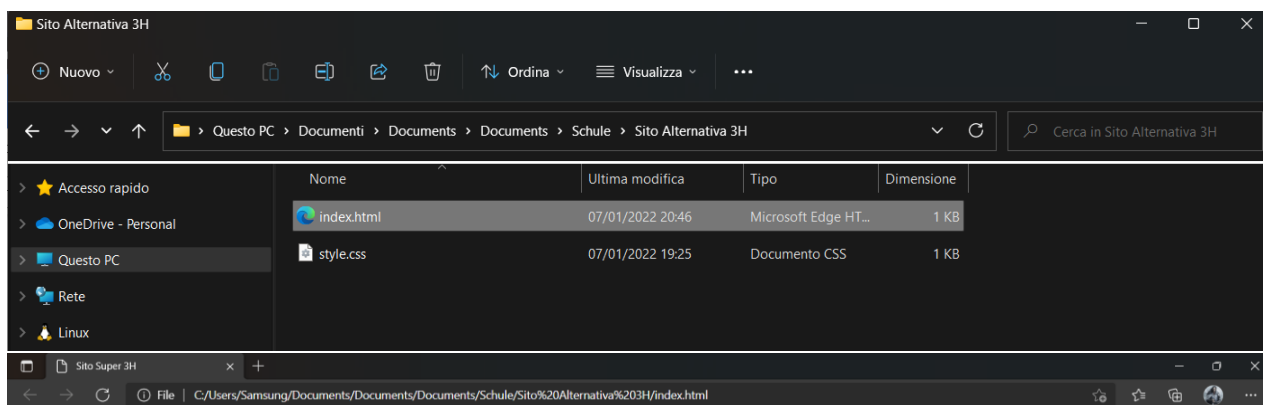 Sito Alternativa 3H
Nuovo Ordina Visualizza
Questo PC > Documenti > Documents > Documents > Schule > Sito Alternativa 3H Cerca in Sito Alternativa 3H
Accesso rapido Nome Ultima modifica Tipo Dimensione
OneDrive - Personal index.html 07/01/2022 20:46 Microsoft Edge HT... 1 KB
Questo PC style.css 07/01/2022 19:25 Documento CSS 1 KB
Rete
Linux
Sito Super 3H
File | C:/Users/Samsung/Documents/Documents/Documents/Schule/Sito%20Alternativa%203H/index.html